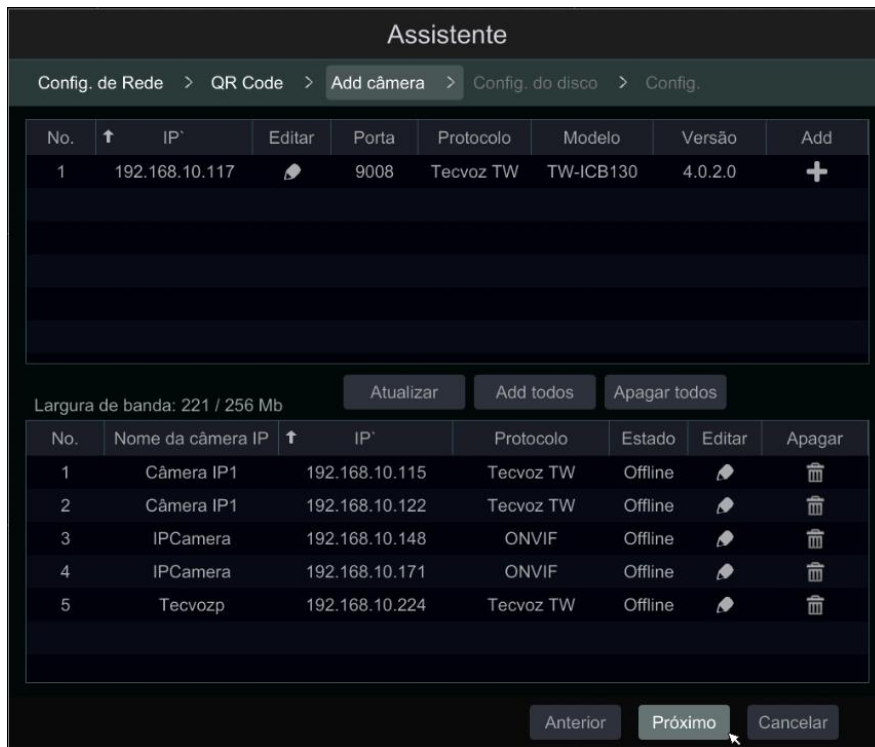 Assistente
Config. de Rede > QR Code > Add câmera > Config. do disco > Config.
No. IP` Editar Porta Protocolo Modelo Versão Add
1 192.168.10.117 9008 Tecvoz TW TW-ICB130 4.0.2.0
Largura de banda: 221 / 256 Mb Atualizar Add todos Apagar todos
No. Nome da câmera IP IP` Protocolo Estado Editar Apagar
1 Câmera IP1 192.168.10.115 Tecvoz TW Offline
2 Câmera IP1 192.168.10.122 Tecvoz TW Offline
3 IPCamera 192.168.10.148 ONVIF Offline
4 IPCamera 192.168.10.171 ONVIF Offline
5 Tecvozp 192.168.10.224 Tecvoz TW Offline
Anterior Próximo Cancelar